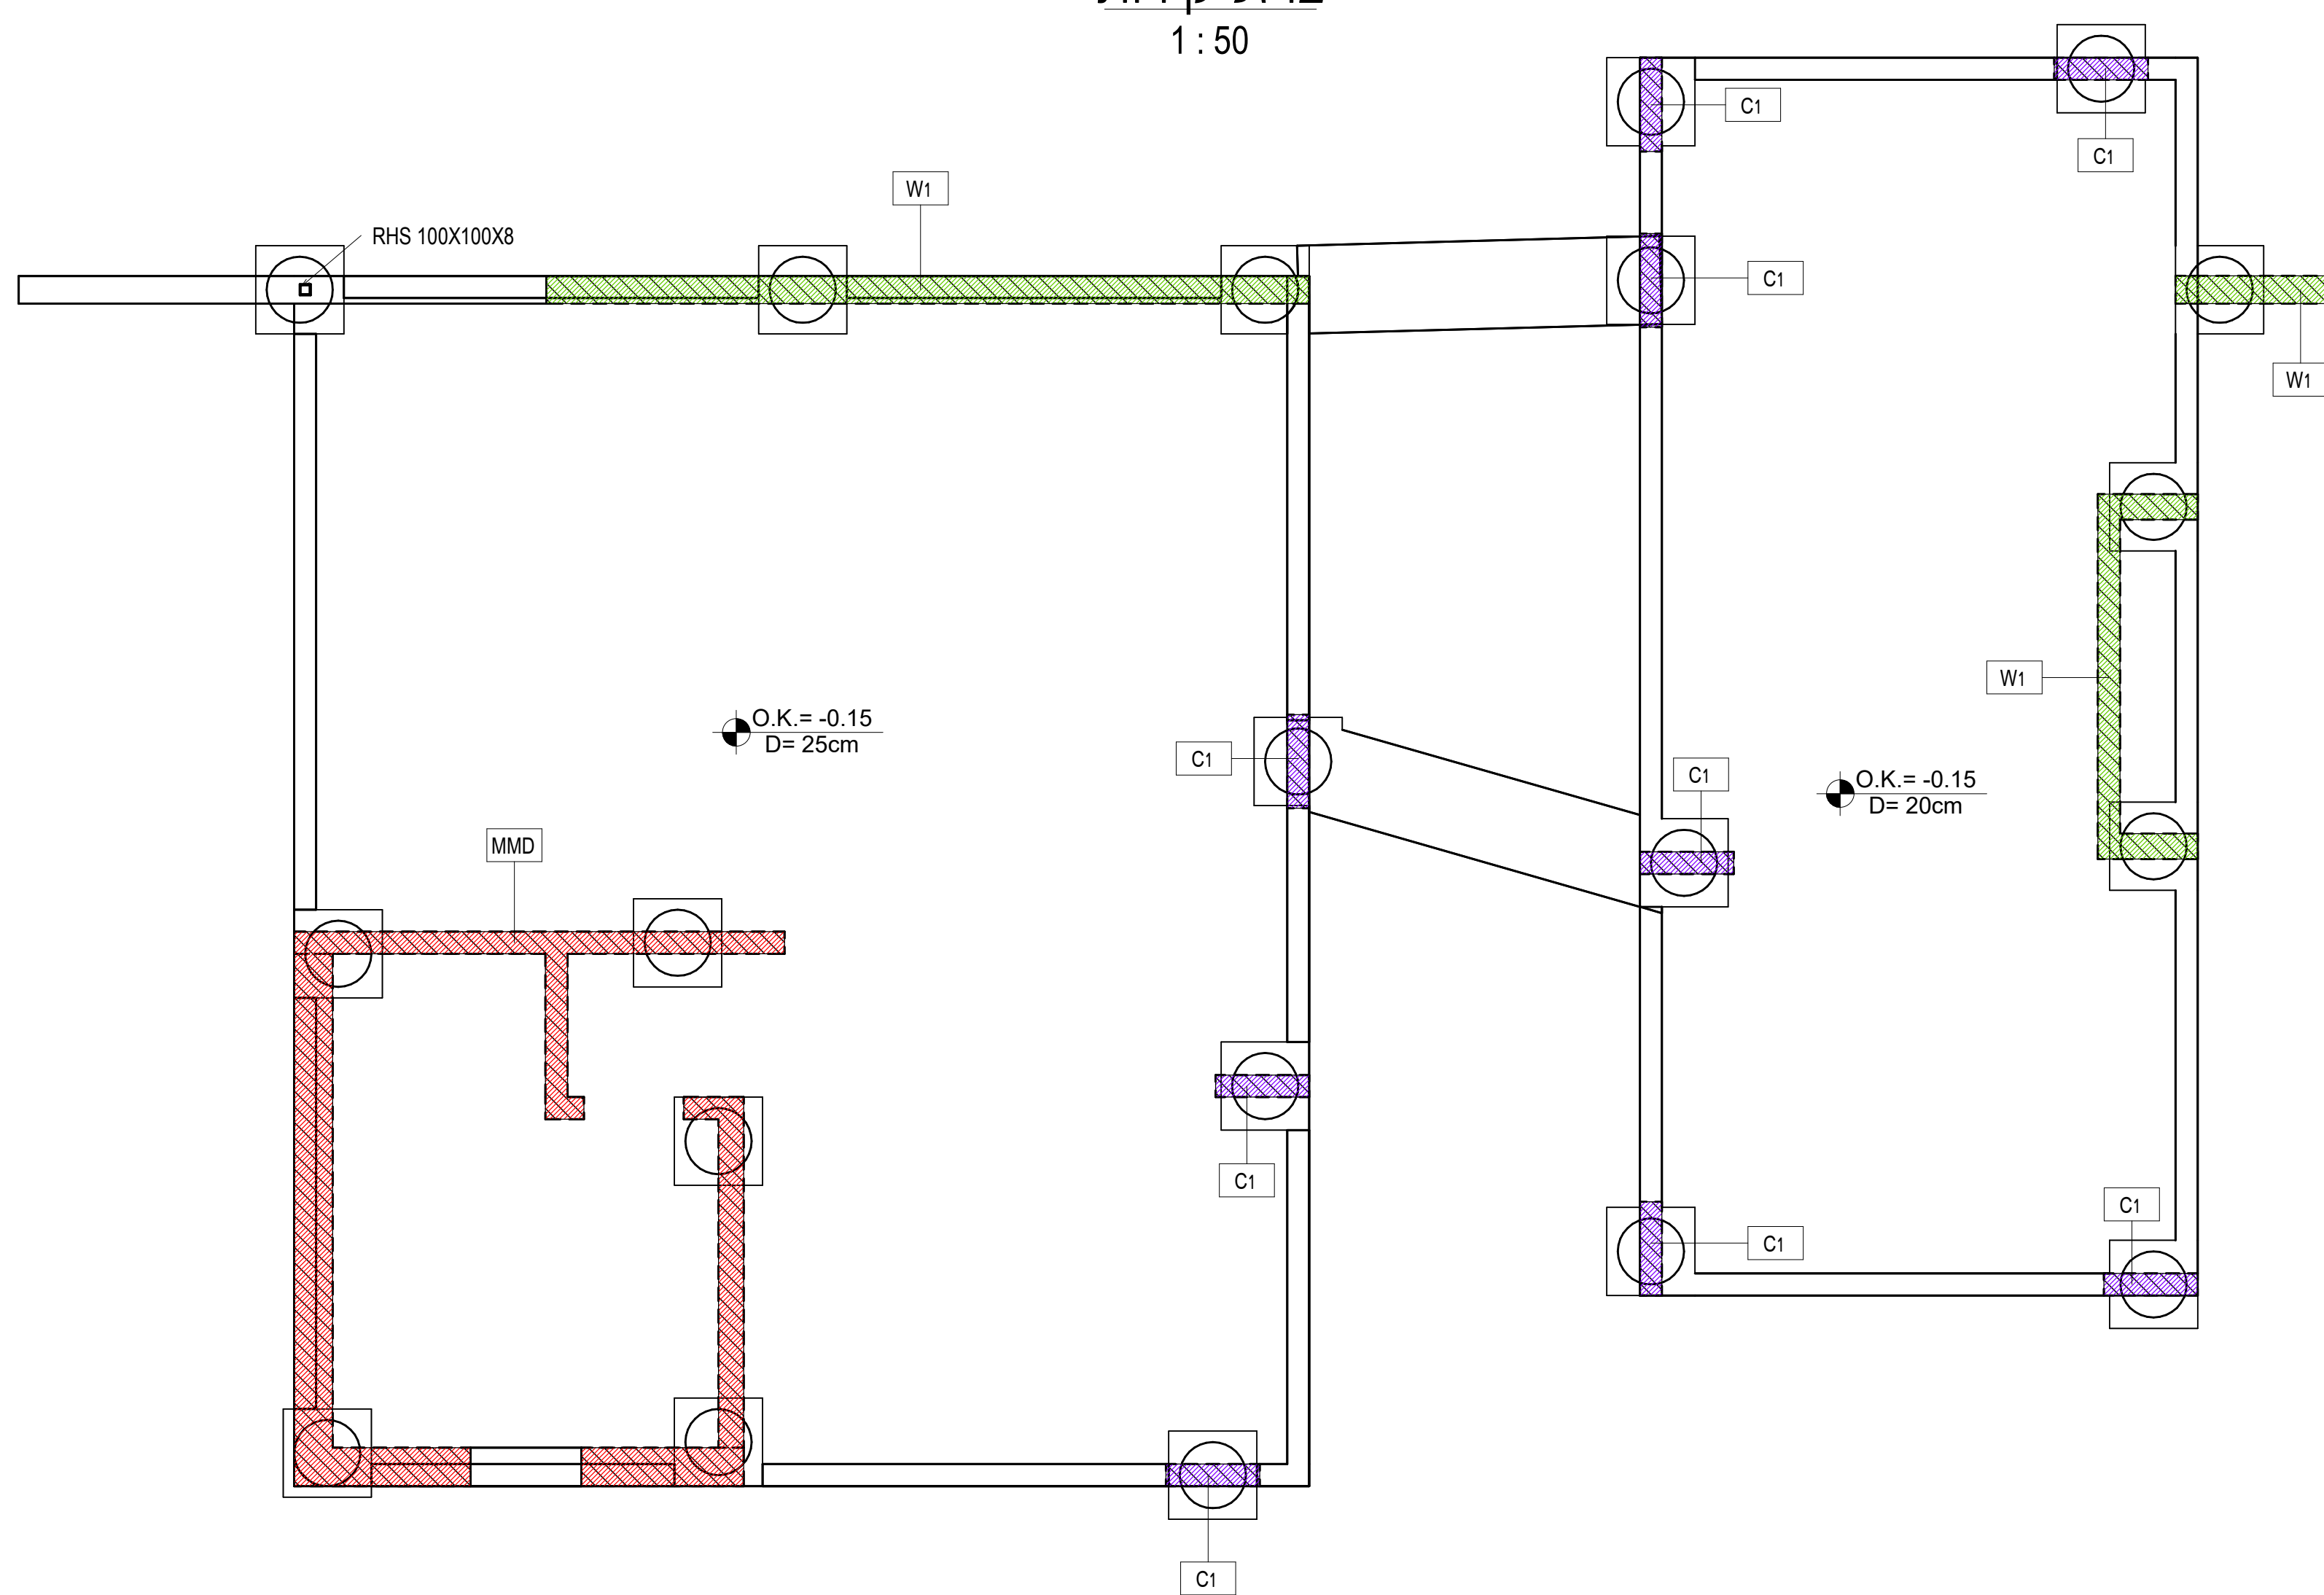 1 : 50
C1
C1
W1
RHS 100X100X8
C1
W1
W1
O.K.= -0.15
D= 25cm
C1
C1
O.K.= -0.15
D= 20cm
MMD
C1
C1
C1
C1